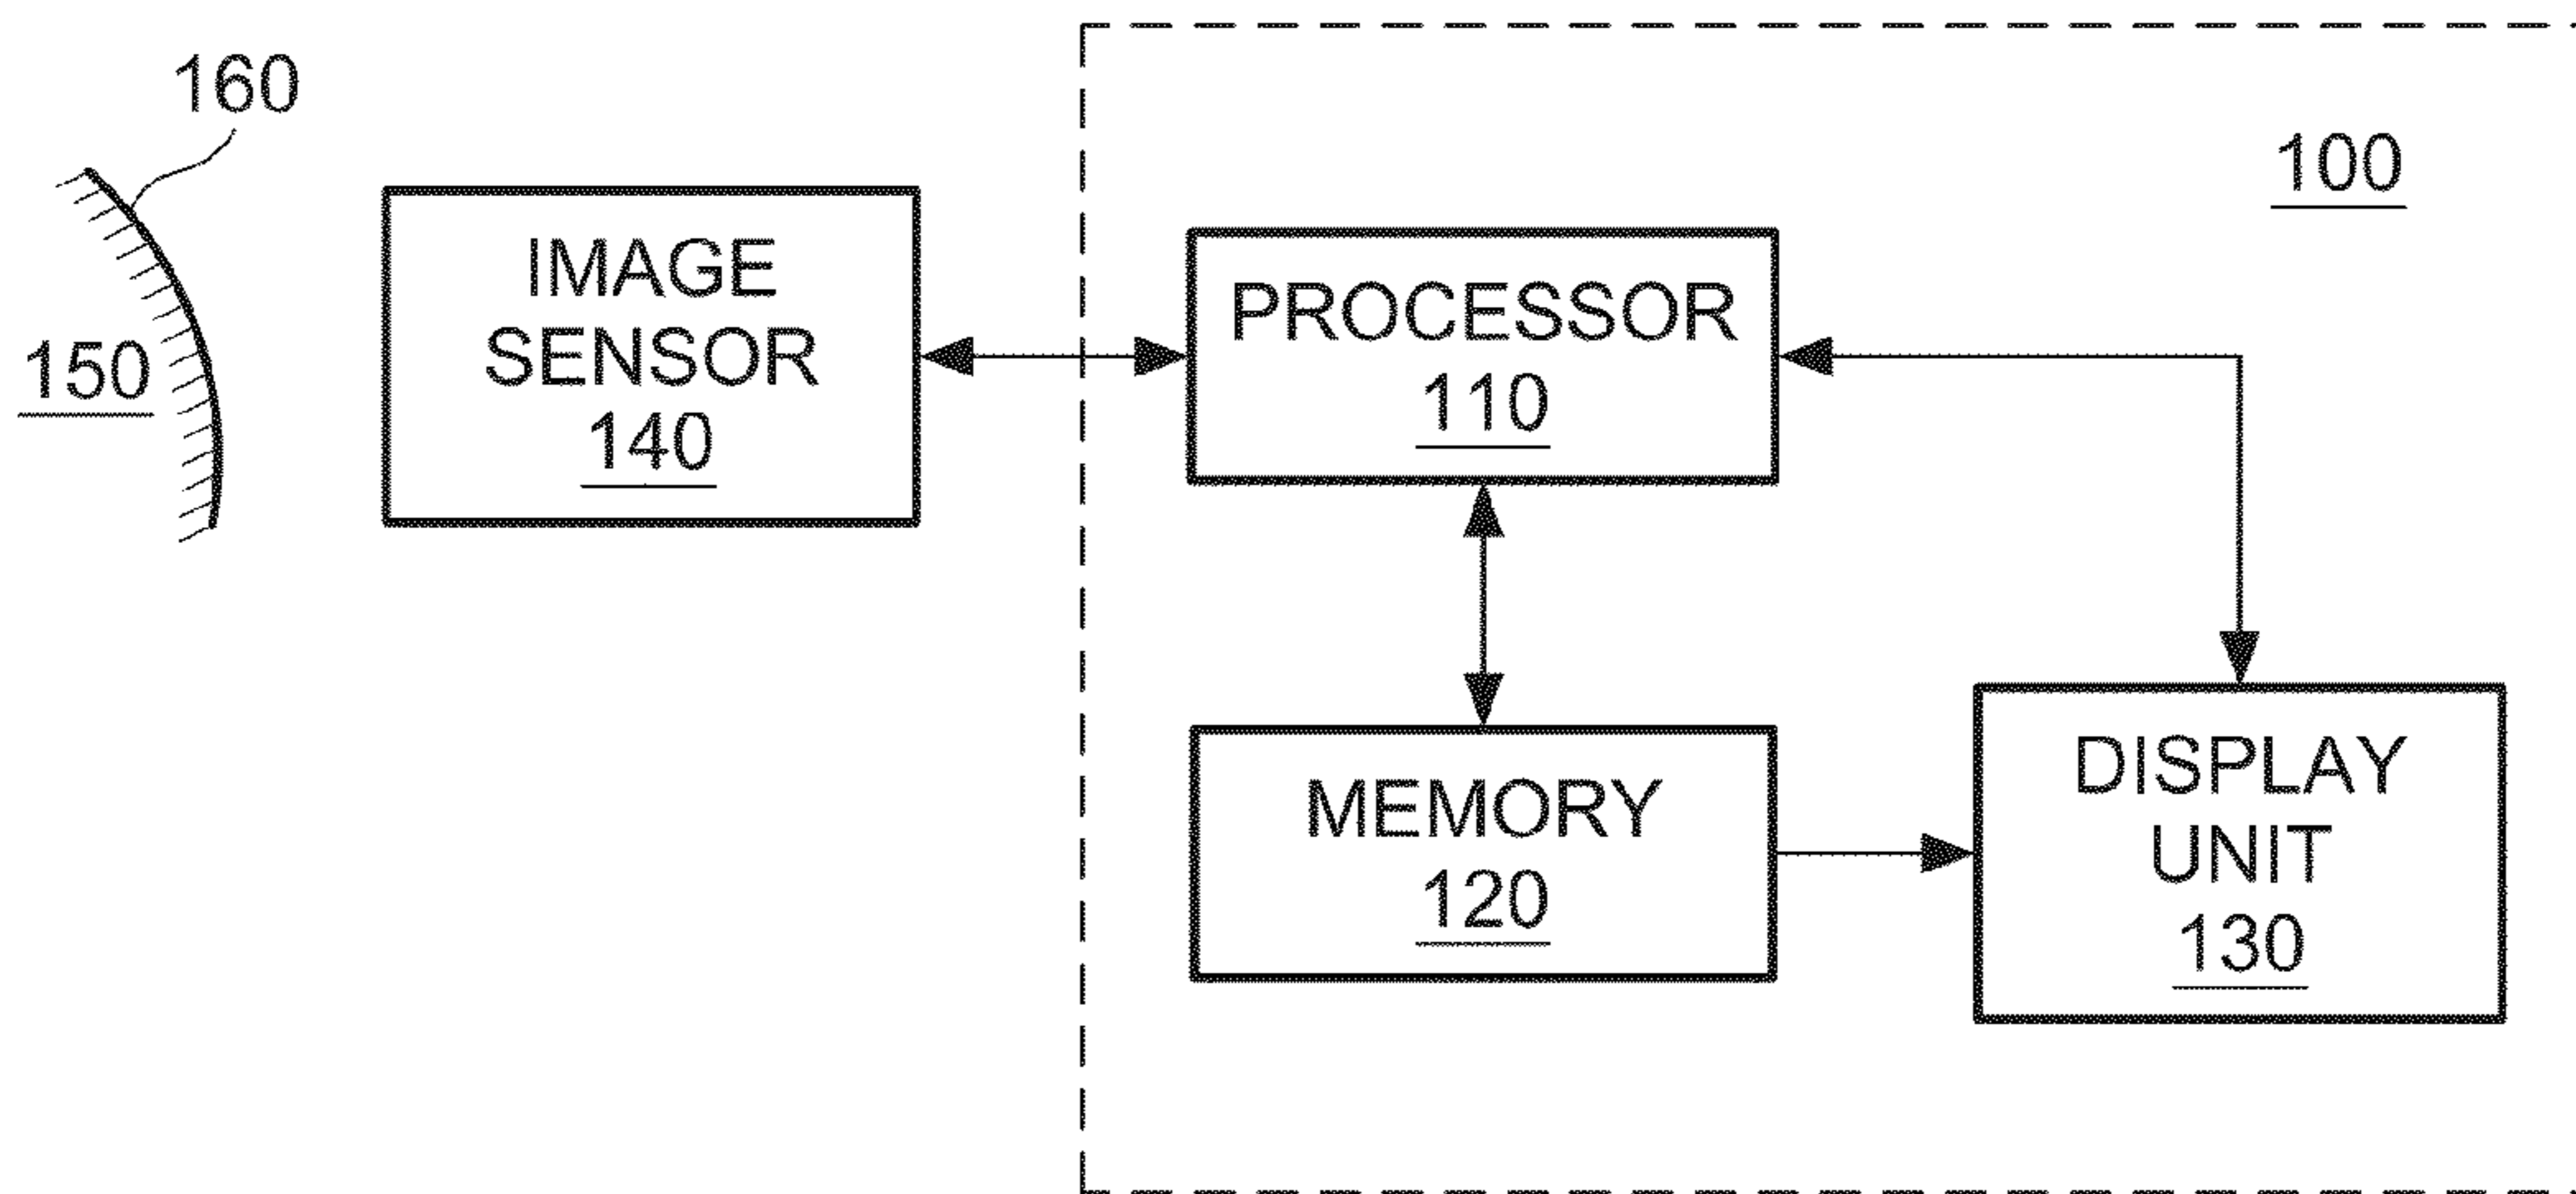 160
150
IMAGE
SENSOR
140
100
PROCESSOR
110
MEMORY
120
DISPLAY
UNIT
130